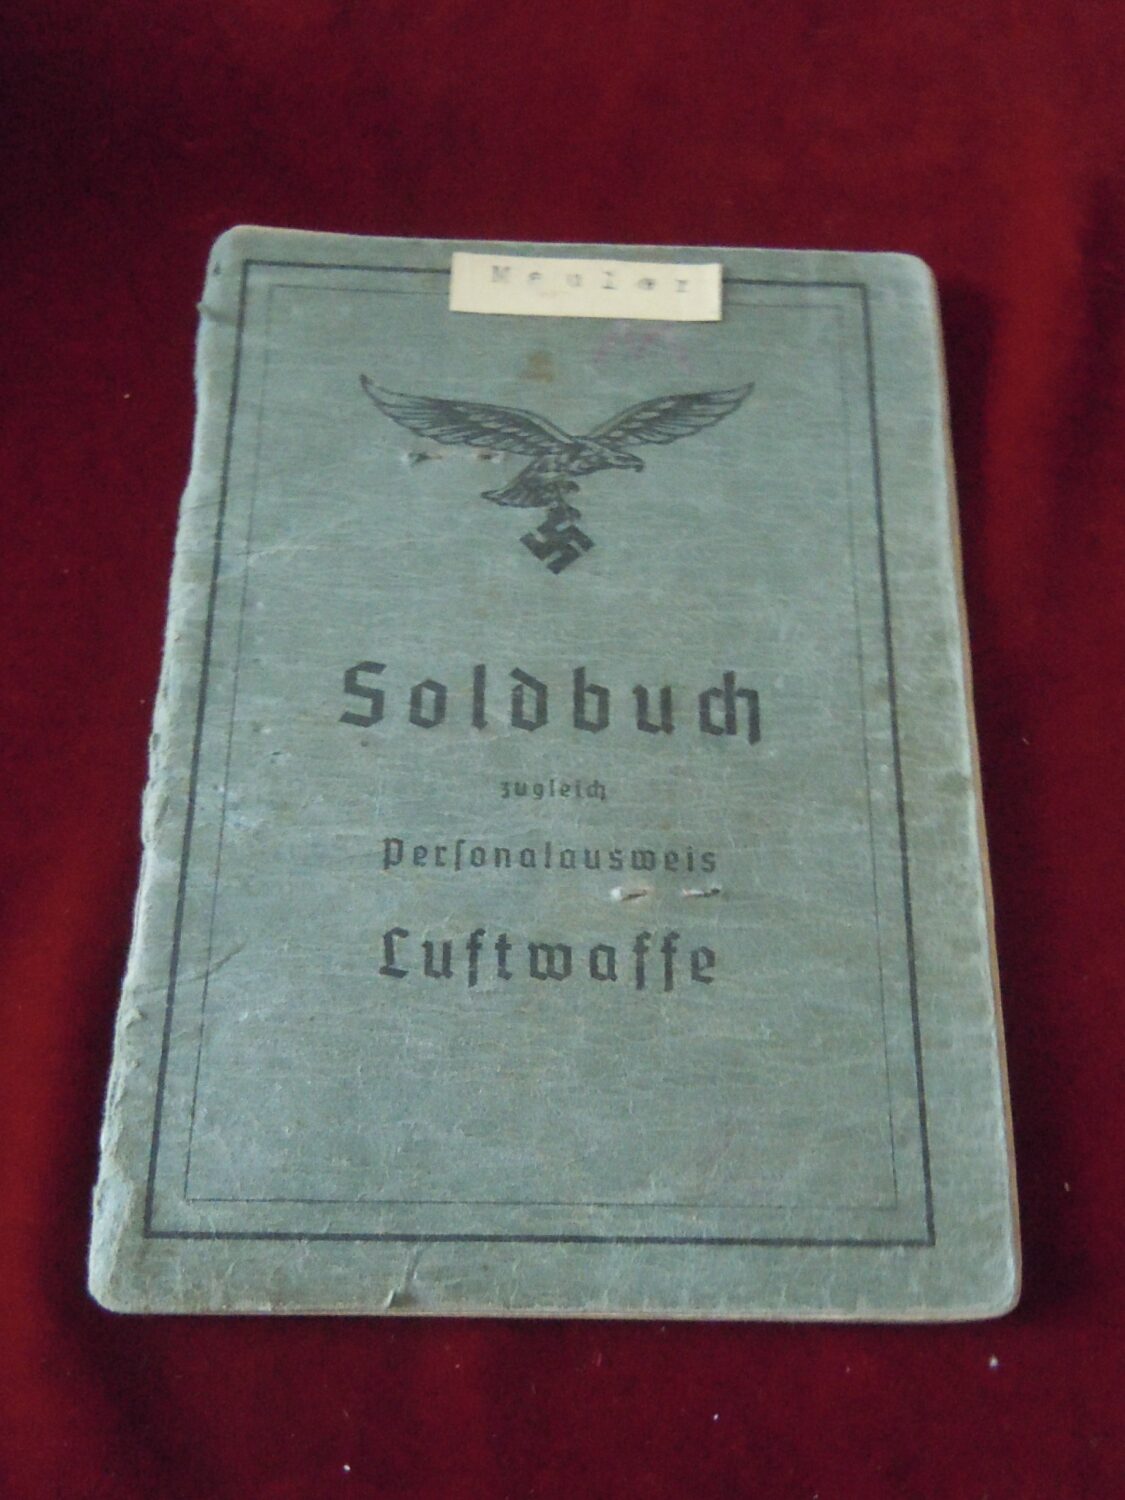 Meuler
Soldbuch
zugleich
Personalausweis
Luftwaffe